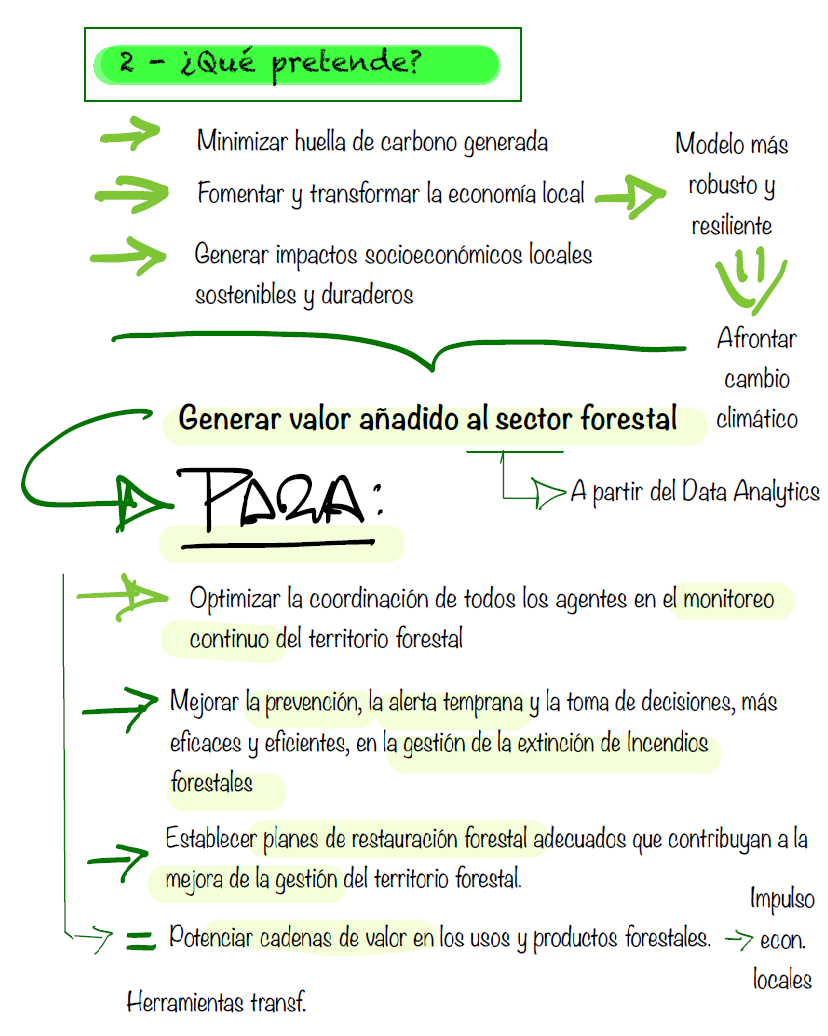 2 - ¿Qué pretende?
Minimizar huella de carbono generada
Fomentar y transformar la economía local
Modelo más
robusto y
resiliente
Generar impactos socioeconómicos locales
sostenibles y duraderos
Afrontar
cambio
climático
Generar valor añadido al sector forestal
A partir del Data Analytics
PARA:
Optimizar la coordinación de todos los agentes en el monitoreo
continuo del territorio forestal
Mejorar la prevención, la alerta temprana y la toma de decisiones, más
eficaces y eficientes, en la gestión de la extinción de Incendios
forestales
Establecer planes de restauración forestal adecuados que contribuyan a la
mejora de la gestión del territorio forestal.
= Potenciar cadenas de valor en los usos y productos forestales.
Impulso
econ.
locales
Herramientas transf.